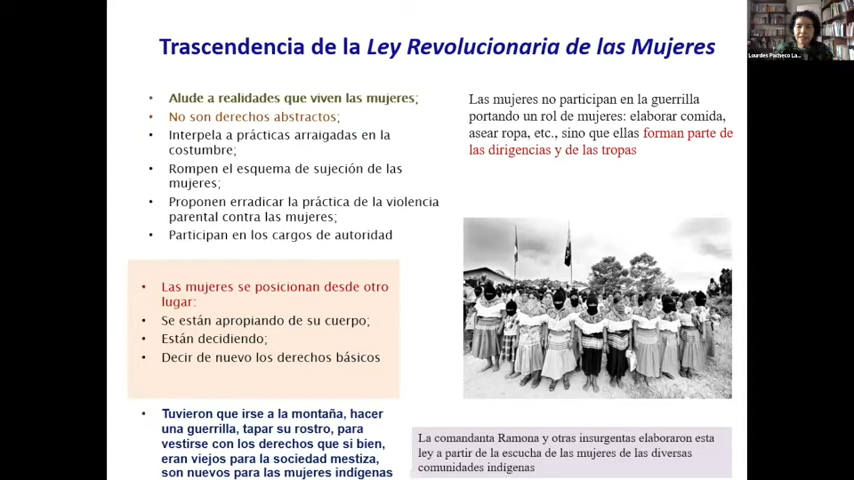 Trascendencia de la Ley Revolucionaria de las Mujeres
• Alude a realidades que viven las mujeres;
• No son derechos abstractos;
• Interpela a prácticas arraigadas en la
costumbre;
• Rompen el esquema de sujeción de las
mujeres;
• Proponen erradicar la práctica de la violencia
parental contra las mujeres;
• Participan en los cargos de autoridad
• Las mujeres se posicionan desde otro
lugar:
• Se están apropiando de su cuerpo;
• Están decidiendo;
• Decir de nuevo los derechos básicos
• Tuvieron que irse a la montaña, hacer
una guerrilla, tapar su rostro, para
vestirse con los derechos que si bien,
eran viejos para la sociedad mestiza,
son nuevos para las mujeres indígenas
Las mujeres no participan en la guerrilla
portando un rol de mujeres: elaborar comida,
asear ropa, etc., sino que ellas forman parte de
las dirigencias y de las tropas
La comandanta Ramona y otras insurgentas elaboraron esta
ley a partir de la escucha de las mujeres de las diversas
comunidades indígenas
Lourdes Pacheco La...